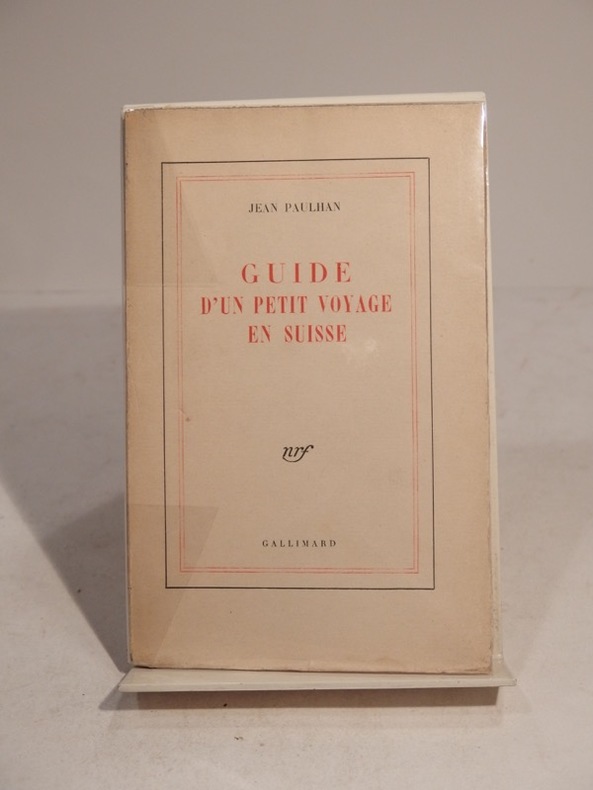 JEAN PAULHAN
GUIDE
D'UN PETIT VOYAGE
EN SUISSE
nrf
GALLIMARD